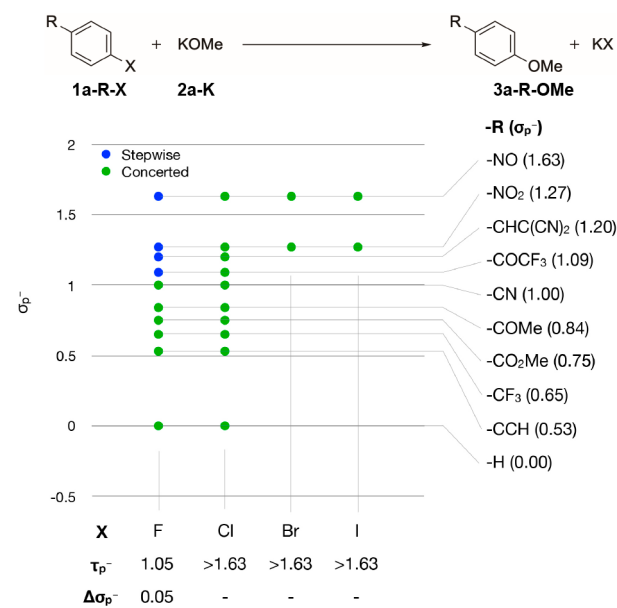 R
X
+ KOMe
R
OMe
+ KX
1a-R-X 2a-K 3a-R-OMe
-R (σp⁻)
2
Stepwise
Concerted
-NO (1.63)
-NO₂ (1.27)
1.5
-CHC(CN)₂ (1.20)
-COCF₃ (1.09)
1
-CN (1.00)
σp⁻
-COMe (0.84)
-CO₂Me (0.75)
0.5
-CF₃ (0.65)
-CCH (0.53)
0
-H (0.00)
-0.5
X F Cl Br I
τp⁻ 1.05 >1.63 >1.63 >1.63
Δσp⁻ 0.05 - - -